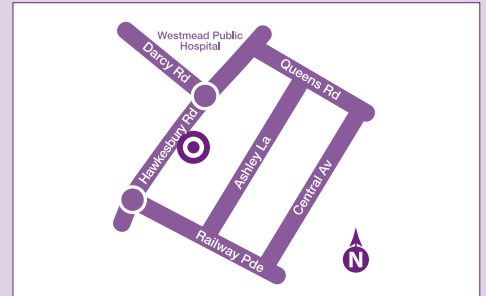 Westmead Public
Hospital
Darcy Rd
Queens Rd
Hawkesbury Rd
Ashley La
Central Av
Railway Pde
N